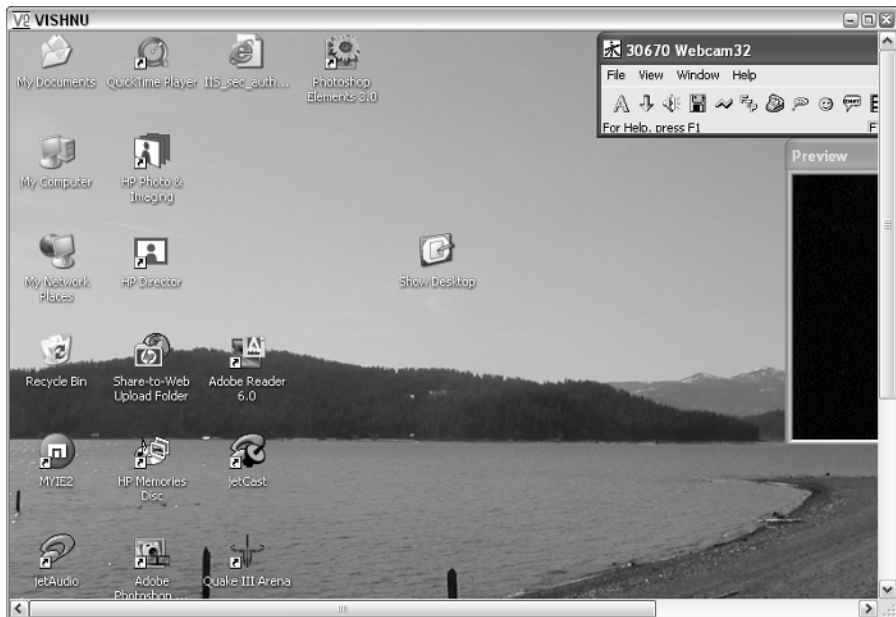 VISHNU
30670 Webcam32
File View Window Help
For Help, press F1
Preview
My Documents
QuickTime Player
IIS_sec_auth...
Photoshop
Elements 3.0
My Computer
HP Photo &
Imaging
My Network
Places
HP Director
Show Desktop
Recycle Bin
Share-to-Web
Upload Folder
Adobe Reader
6.0
MYIE2
HP Memories
Disc
jetCast
jetAudio
Adobe
Photoshop ...
Quake III Arena